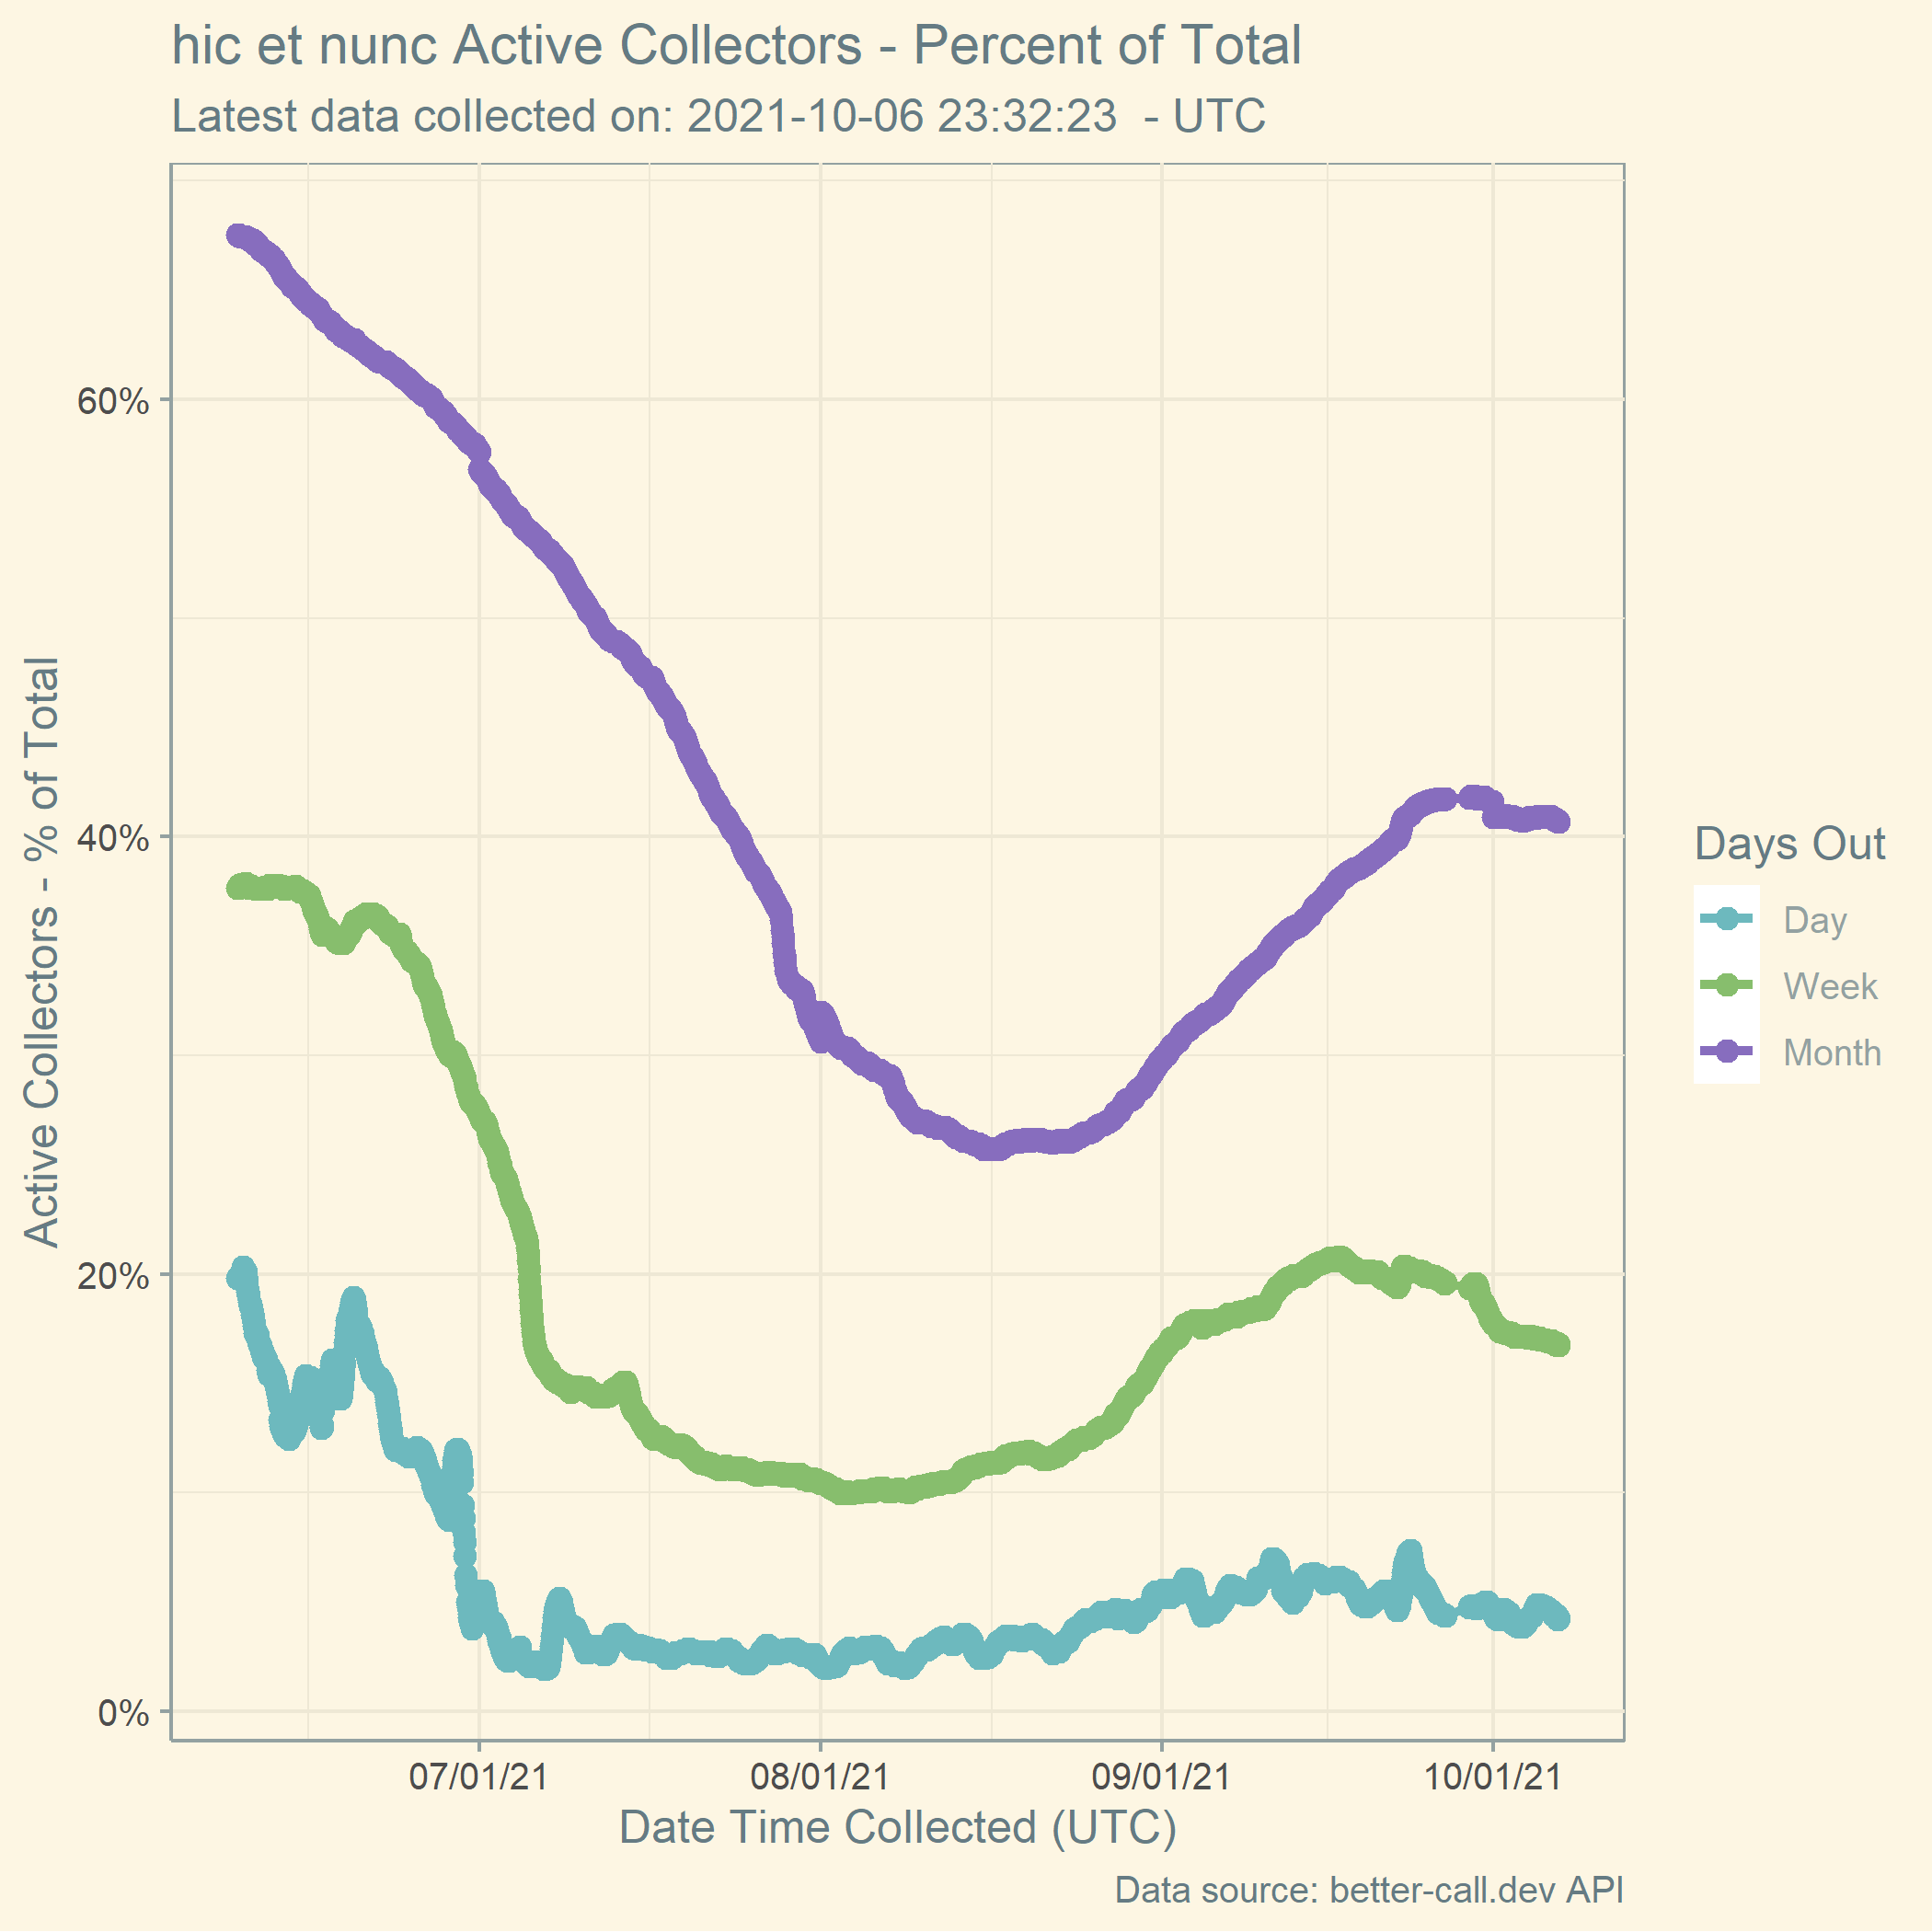 hic et nunc Active Collectors - Percent of Total
Latest data collected on: 2021-10-06 23:32:23  - UTC
Active Collectors - % of Total
60%
40%
20%
0%
07/01/21
08/01/21
09/01/21
10/01/21
Date Time Collected (UTC)
Days Out
Day
Week
Month
Data source: better-call.dev API